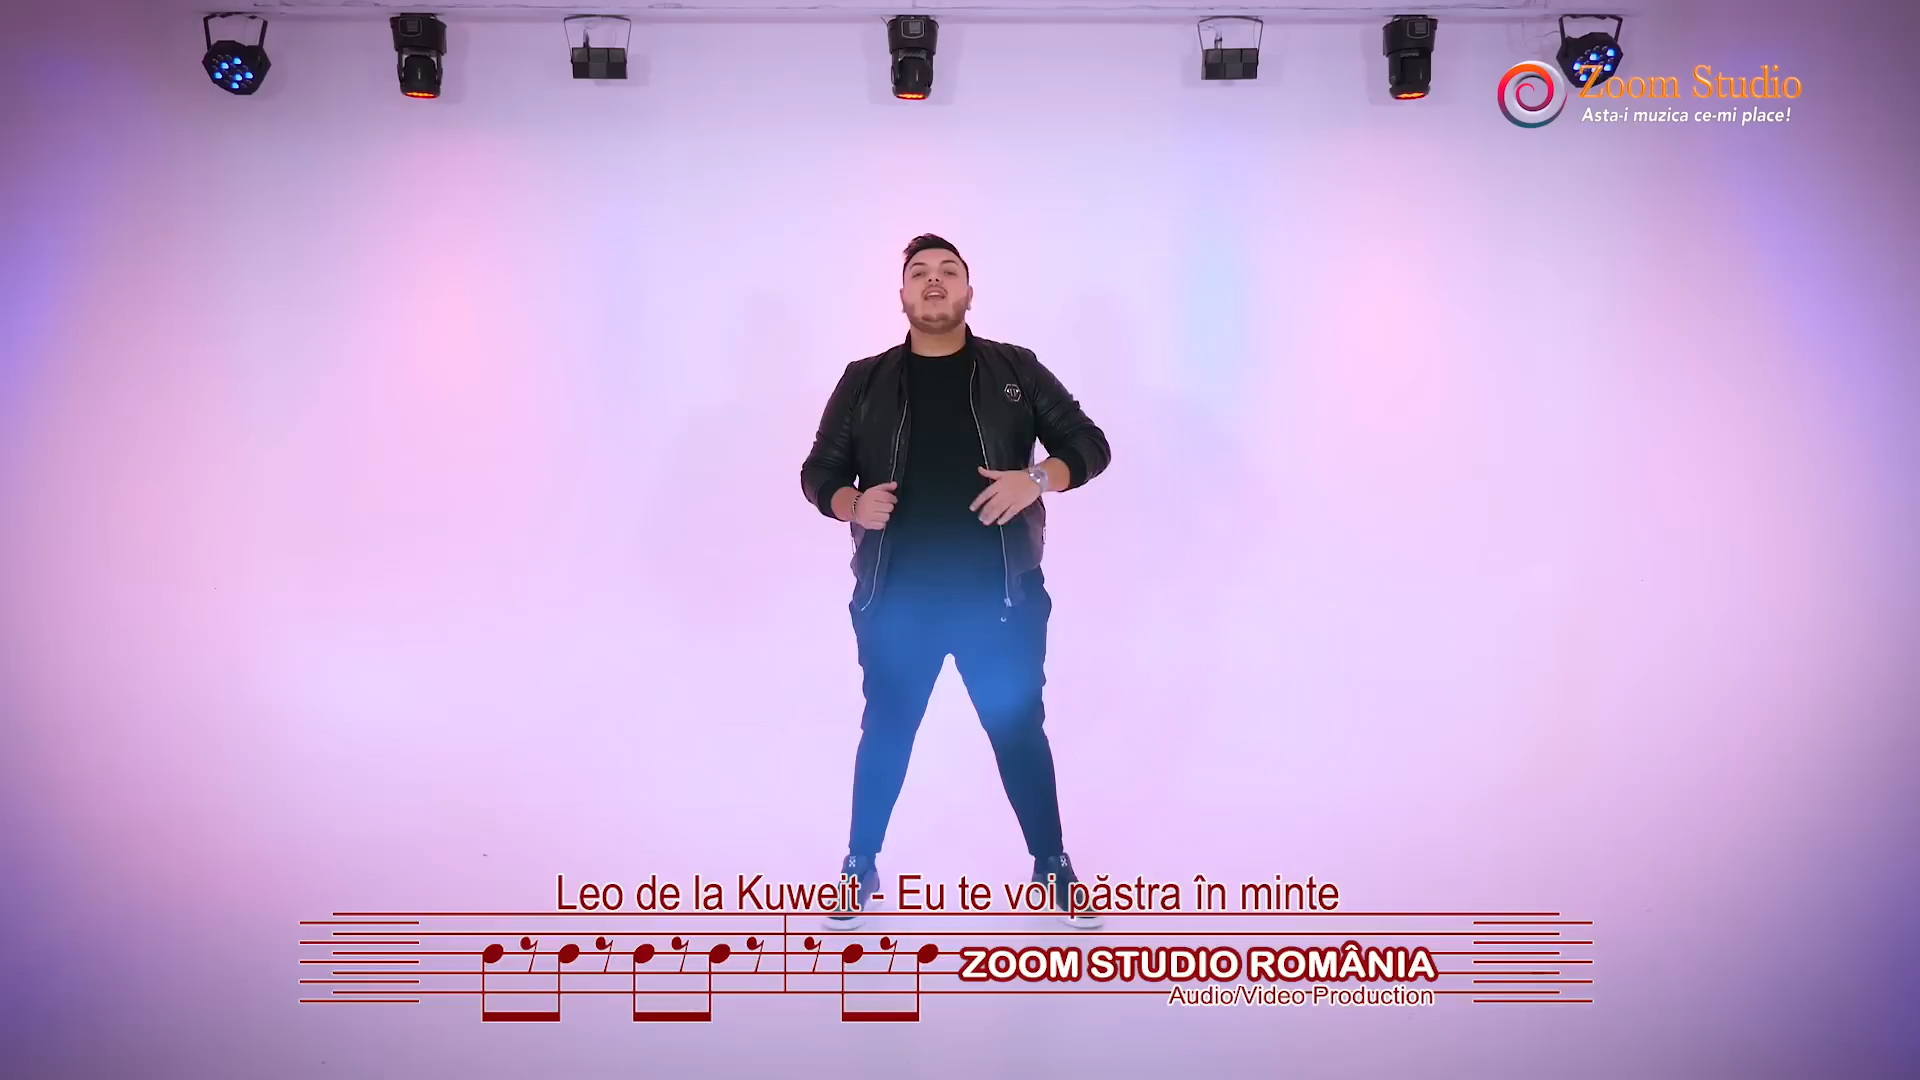 Zoom Studio
Asta-i muzica ce-mi place!
Leo de la Kuweit - Eu te voi păstra în minte
ZOOM STUDIO ROMÂNIA
Audio/Video Production